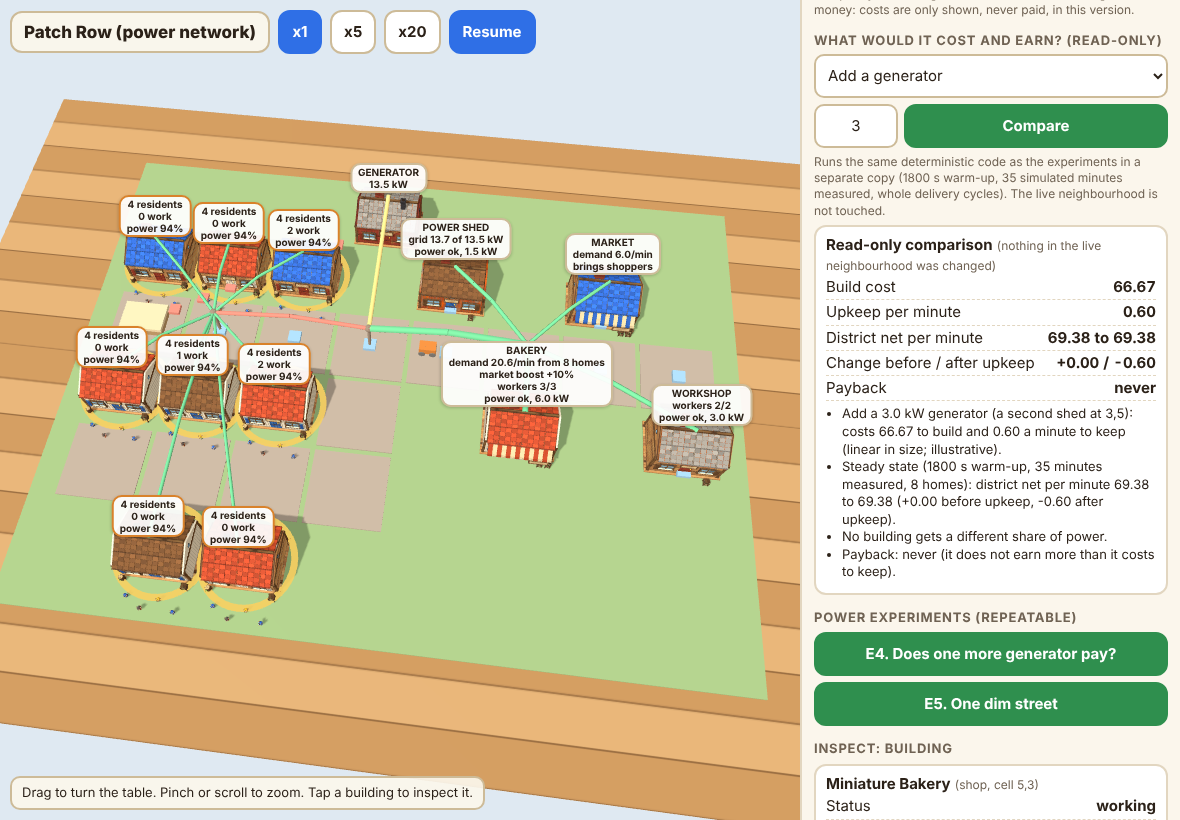 Patch Row (power network)
x1
x5
x20
Resume
GENERATOR
13.5 kW
4 residents
0 work
power 94%
4 residents
0 work
power 94%
4 residents
2 work
power 94%
POWER SHED
grid 13.7 of 13.5 kW
power ok, 1.5 kW
MARKET
demand 6.0/min
brings shoppers
4 residents
0 work
power 94%
4 residents
1 work
power 94%
4 residents
2 work
power 94%
BAKERY
demand 20.6/min from 8 homes
market boost +10%
workers 3/3
power ok, 6.0 kW
WORKSHOP
workers 2/2
power ok, 3.0 kW
4 residents
0 work
power 94%
4 residents
0 work
power 94%
Drag to turn the table. Pinch or scroll to zoom. Tap a building to inspect it.
money: costs are only shown, never paid, in this version.
WHAT WOULD IT COST AND EARN? (READ-ONLY)
Add a generator
3
Compare
Runs the same deterministic code as the experiments in a
separate copy (1800 s warm-up, 35 simulated minutes
measured, whole delivery cycles). The live neighbourhood is
not touched.
Read-only comparison (nothing in the live
neighbourhood was changed)
Build cost 66.67
Upkeep per minute 0.60
District net per minute 69.38 to 69.38
Change before / after upkeep +0.00 / -0.60
Payback never
• Add a 3.0 kW generator (a second shed at 3,5):
costs 66.67 to build and 0.60 a minute to keep
(linear in size; illustrative).
• Steady state (1800 s warm-up, 35 minutes
measured, 8 homes): district net per minute 69.38
to 69.38 (+0.00 before upkeep, -0.60 after
upkeep).
• No building gets a different share of power.
• Payback: never (it does not earn more than it costs
to keep).
POWER EXPERIMENTS (REPEATABLE)
E4. Does one more generator pay?
E5. One dim street
INSPECT: BUILDING
Miniature Bakery (shop, cell 5,3)
Status working